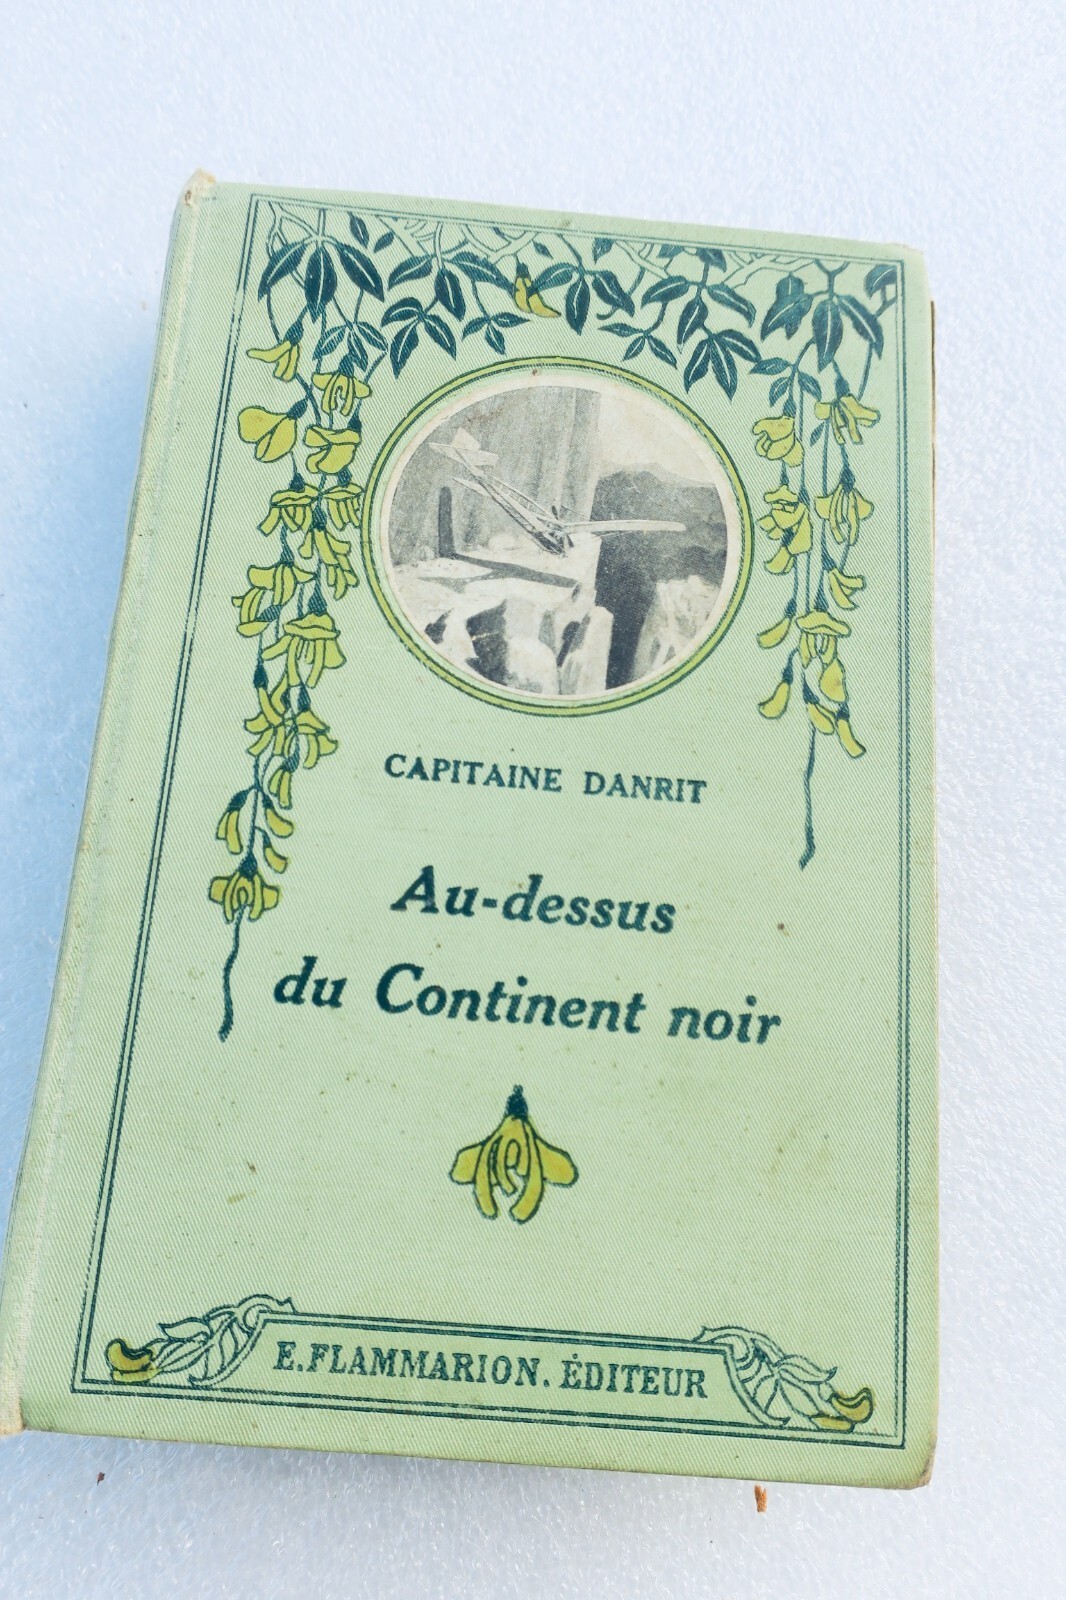 CAPITAINE DANRIT
Au-dessus
du Continent noir
E. FLAMMARION. ÉDITEUR